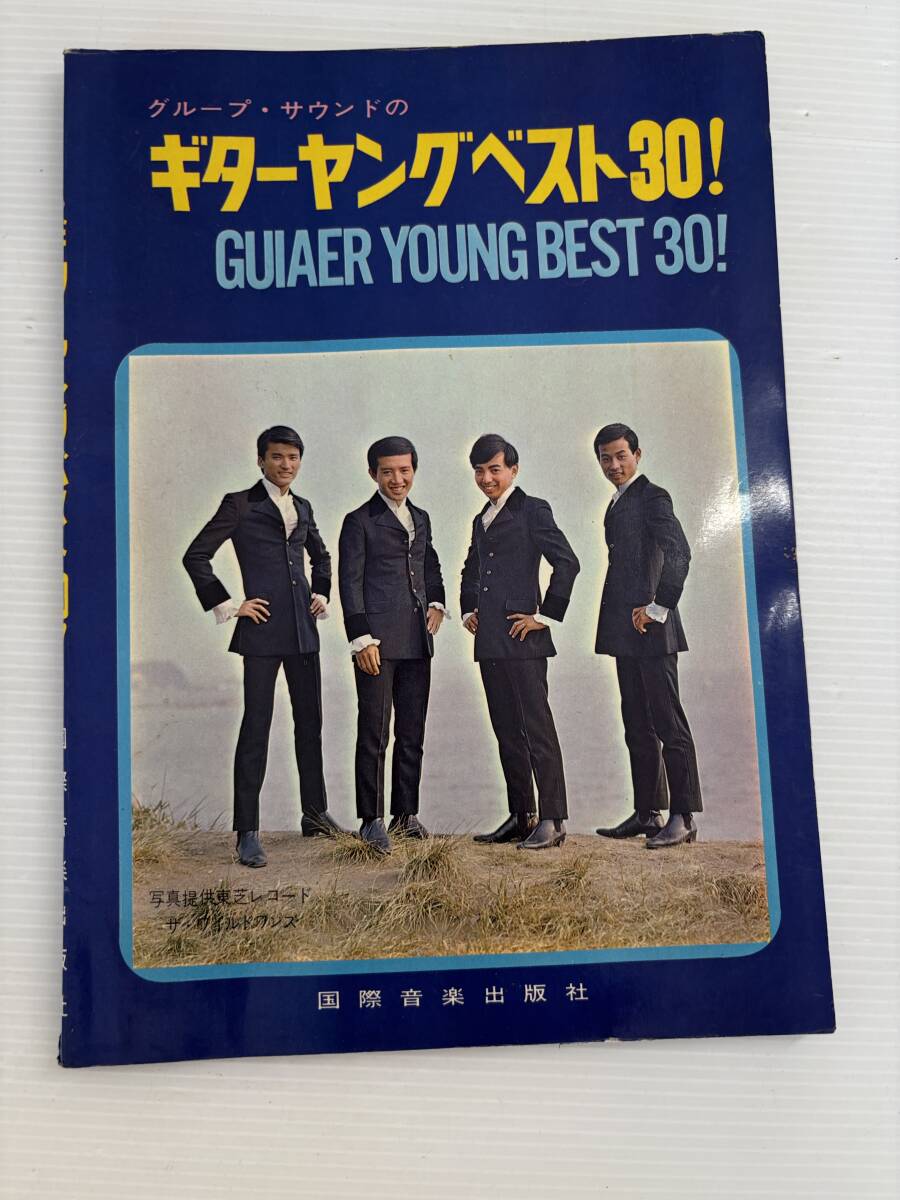 グループ・サウンドの
ギターヤングベスト30!
GUIAER YOUNG BEST 30!
写真提供東芝レコード
ザ・ワイルドワンズ
国際音楽出版社